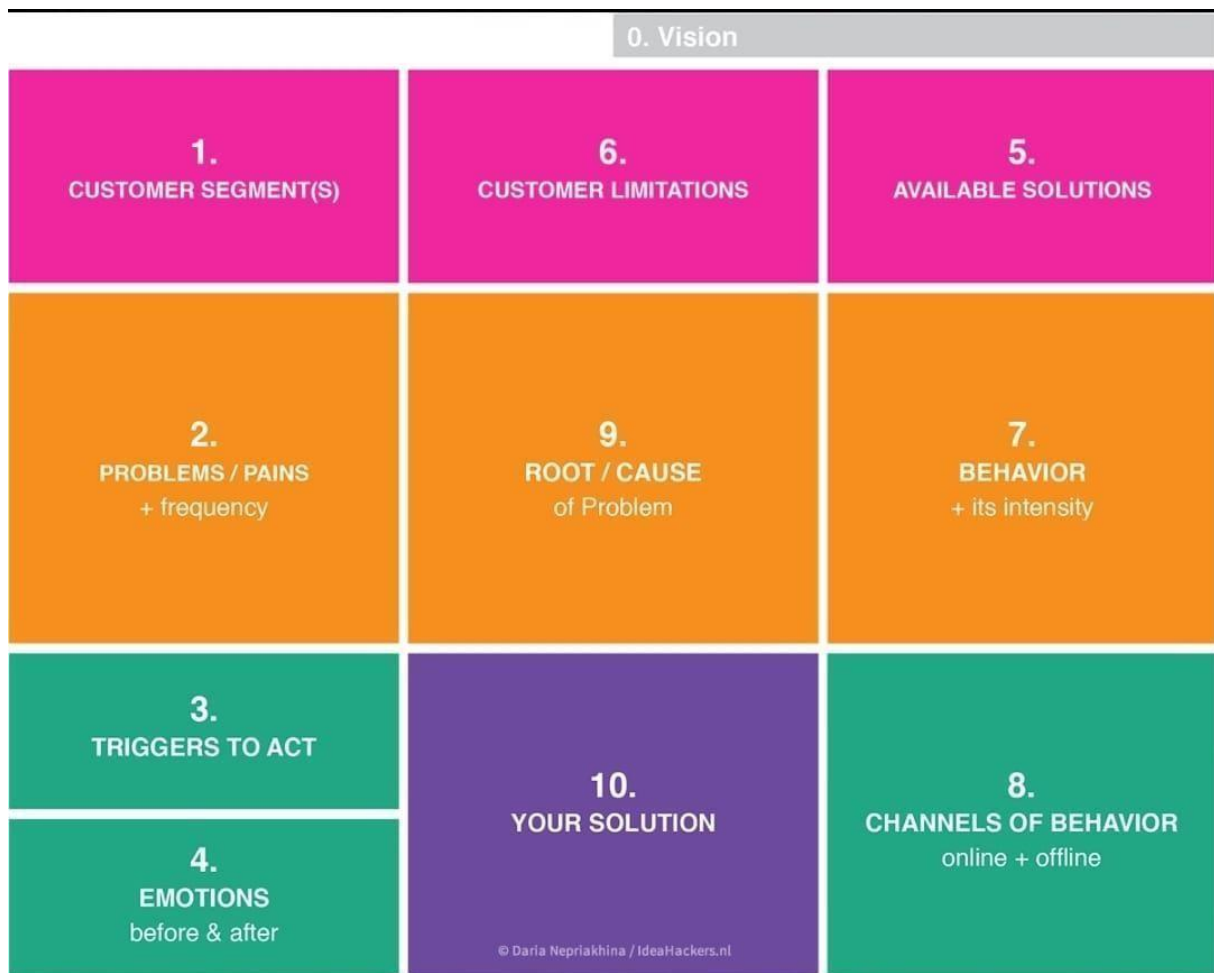 0. Vision
1.
CUSTOMER SEGMENT(S)
6.
CUSTOMER LIMITATIONS
5.
AVAILABLE SOLUTIONS
2.
PROBLEMS / PAINS
+ frequency
9.
ROOT / CAUSE
of Problem
7.
BEHAVIOR
+ its intensity
3.
TRIGGERS TO ACT
4.
EMOTIONS
before & after
10.
YOUR SOLUTION
© Daria Nepriakhina / IdeaHackers.nl
8.
CHANNELS OF BEHAVIOR
online + offline